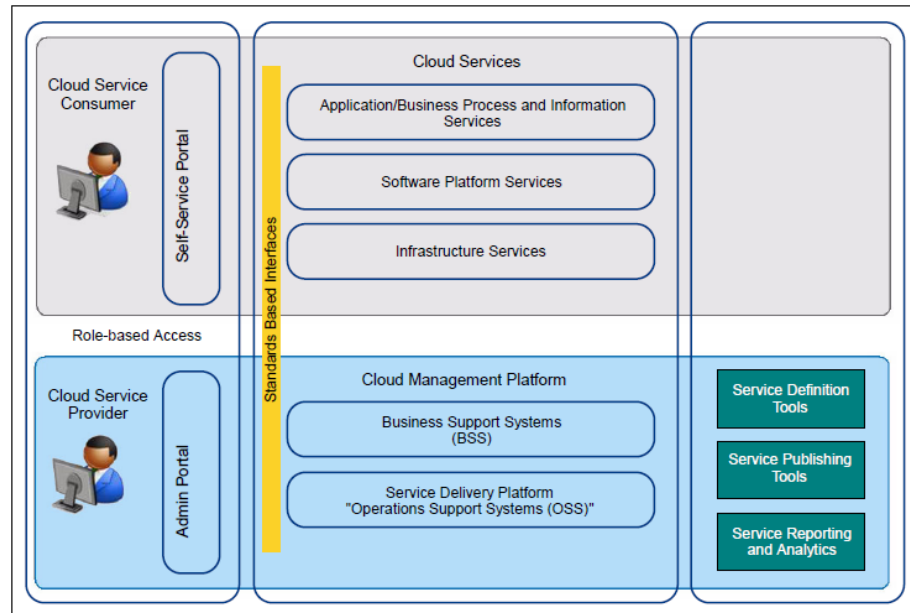 Cloud Service
Consumer
Self-Service Portal
Cloud Services
Application/Business Process and Information
Services
Software Platform Services
Infrastructure Services
Standards Based Interfaces
Role-based Access
Cloud Service
Provider
Admin Portal
Cloud Management Platform
Business Support Systems
(BSS)
Service Delivery Platform
"Operations Support Systems (OSS)"
Service Definition
Tools
Service Publishing
Tools
Service Reporting
and Analytics